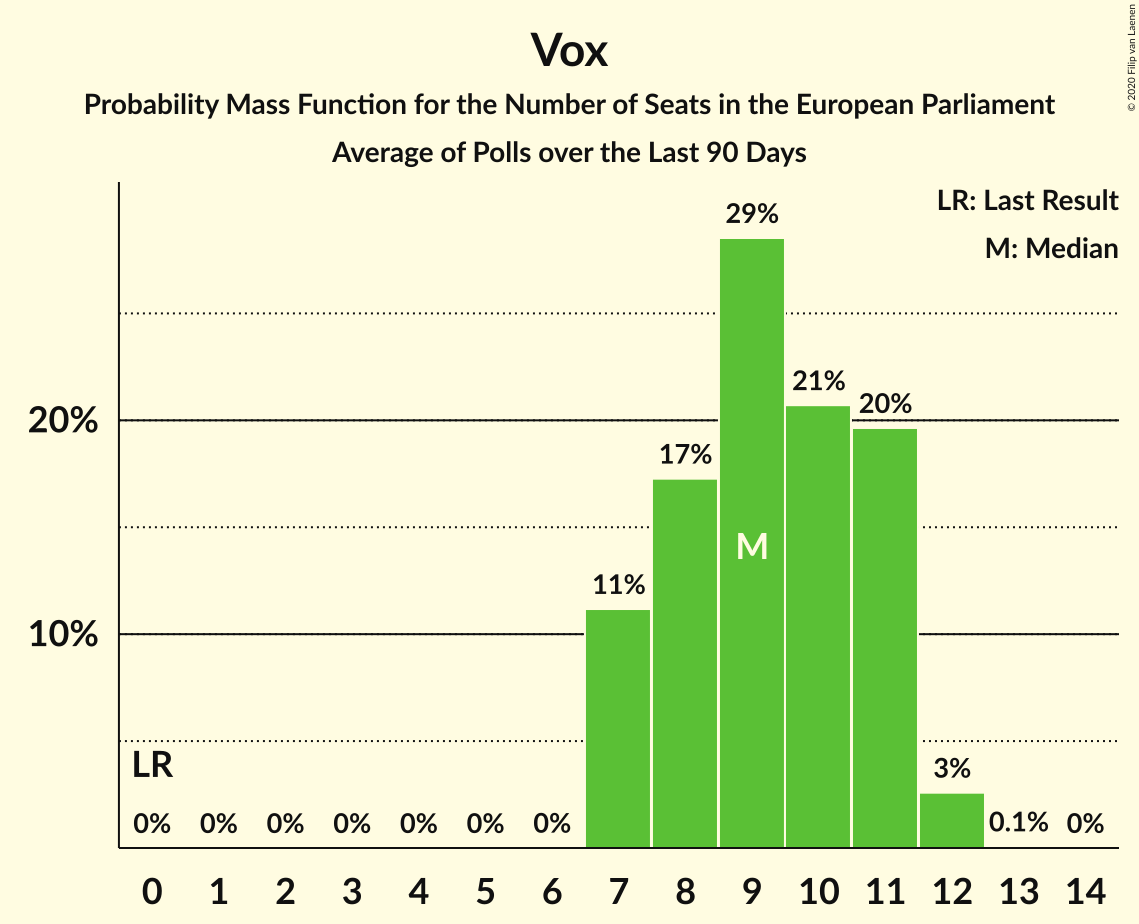 Vox
Probability Mass Function for the Number of Seats in the European Parliament
Average of Polls over the Last 90 Days
© 2020 Filip van Laenen
LR: Last Result
M: Median
29%
21%
20%
20%
17%
M
11%
10%
LR
3%
0% 0% 0% 0% 0% 0% 0% 0.1% 0%
0 1 2 3 4 5 6 7 8 9 10 11 12 13 14